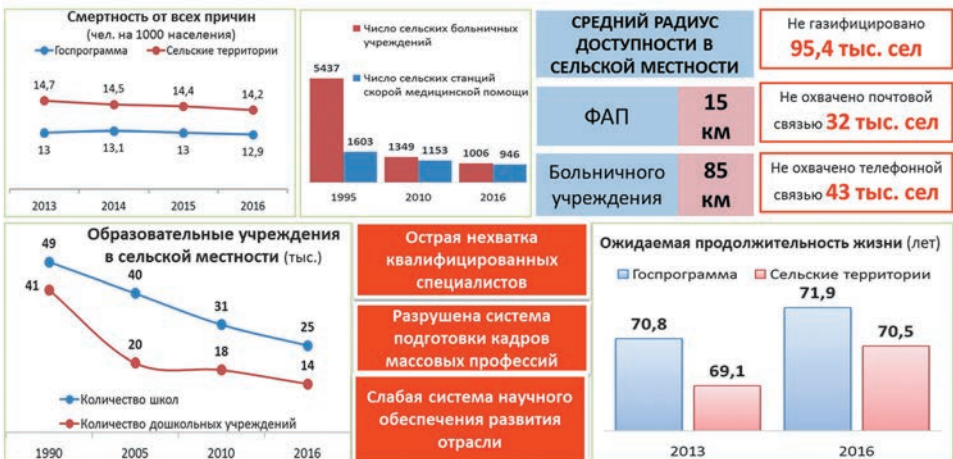 Смертность от всех причин
(чел. на 1000 населения)
Госпрограмма Сельские территории
14,7 14,5 14,4 14,2
13 13,1 13 12,9
2013 2014 2015 2016
Число сельских больничных
учреждений
Число сельских станций
скорой медицинской помощи
5437
1603
1349 1153
1006 946
1995 2010 2016
СРЕДНИЙ РАДИУС
ДОСТУПНОСТИ В
СЕЛЬСКОЙ МЕСТНОСТИ
ФАП
15
км
Больничного
учреждения
85
км
Не газифицировано
95,4 тыс. сел
Не охвачено почтовой
связью 32 тыс. сел
Не охвачено телефонной
связью 43 тыс. сел
Образовательные учреждения
в сельской местности (тыс.)
49 40 31 25
41 20 18 14
Количество школ
Количество дошкольных учреждений
1990 2005 2010 2016
Острая нехватка
квалифицированных
специалистов
Разрушена система
подготовки кадров
массовых профессий
Слабая система научного
обеспечения развития
отрасли
Ожидаемая продолжительность жизни (лет)
Госпрограмма Сельские территории
70,8
69,1
71,9
70,5
2013 2016